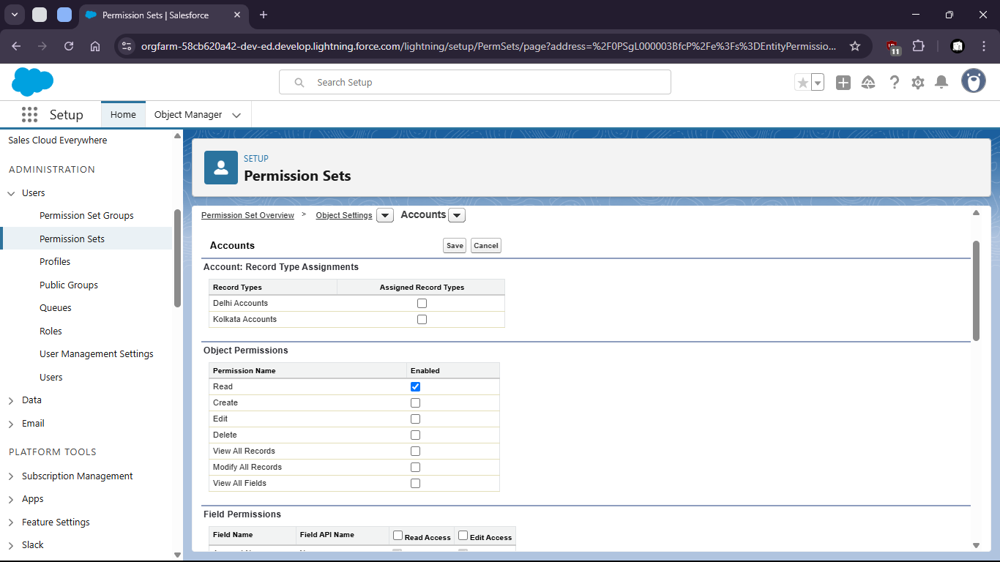 Permission Sets | Salesforce
orgfarm-58cb620a42-dev-ed.develop.lightning.force.com/lightning/setup/PermSets/page?address=%2F0PSgL000003BfcP%2Fe%3Fs%3DEntityPermissio...
11
Search Setup
Setup
Home
Object Manager
Sales Cloud Everywhere
ADMINISTRATION
Users
Permission Set Groups
Permission Sets
Profiles
Public Groups
Queues
Roles
User Management Settings
Users
Data
Email
PLATFORM TOOLS
Subscription Management
Apps
Feature Settings
Slack
SETUP
Permission Sets
Permission Set Overview > Object Settings Accounts
Accounts Save Cancel
Account: Record Type Assignments
Record Types Assigned Record Types
Delhi Accounts
Kolkata Accounts
Object Permissions
Permission Name Enabled
Read
Create
Edit
Delete
View All Records
Modify All Records
View All Fields
Field Permissions
Field Name Field API Name Read Access Edit Access